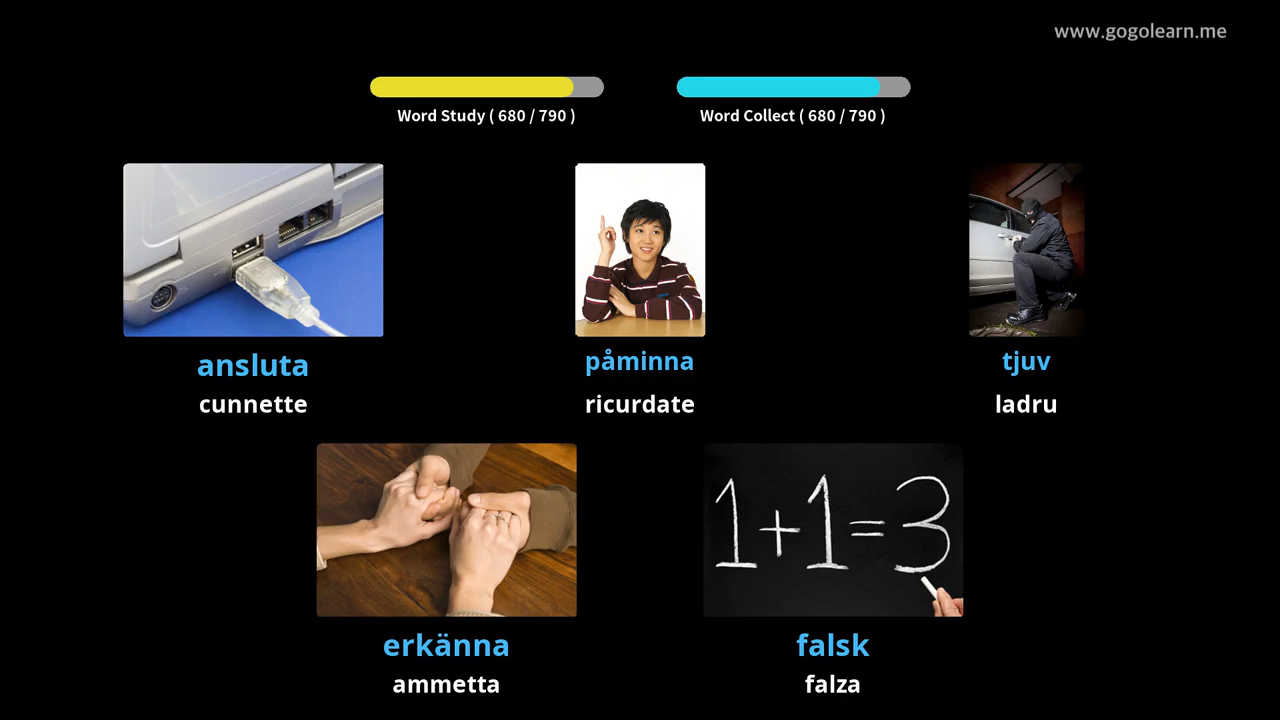 www.gogolearn.me
Word Study ( 680 / 790 )
Word Collect ( 680 / 790 )
ansluta
cunnette
påminna
ricurdate
tjuv
ladru
erkänna
ammetta
1+1=3
falsk
falza